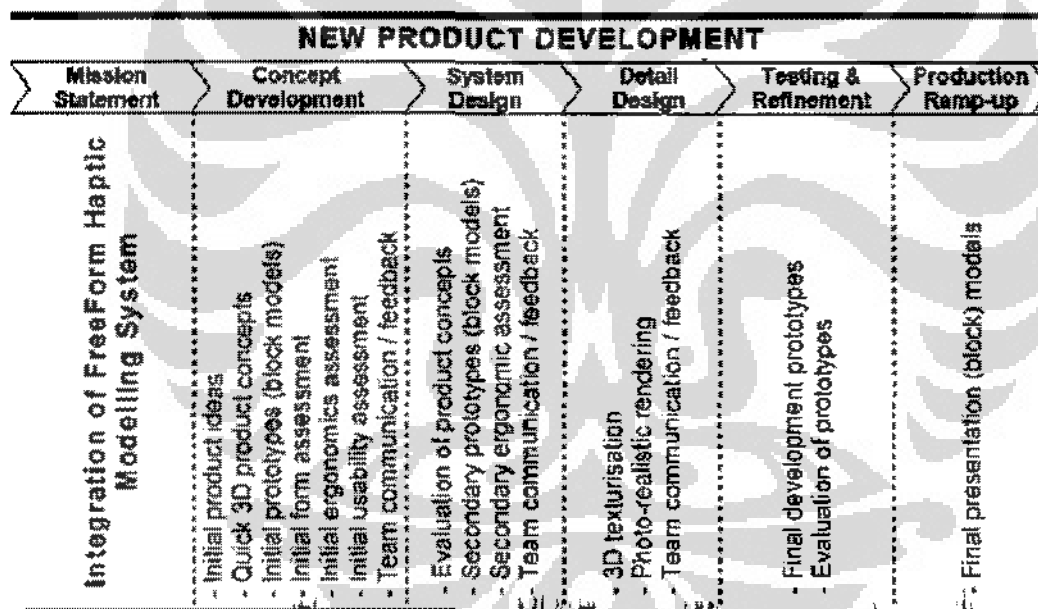 NEW PRODUCT DEVELOPMENT
Mission
Statement
Concept
Development
System
Design
Detail
Design
Testing &
Refinement
Production
Ramp-up
Integration of FreeForm Haptic
Modelling System
- Initial product ideas
- Quick 3D product concepts
- Initial prototypes (block models)
- Initial form assessment
- Initial ergonomics assessment
- Initial usability assessment
- Team communication / feedback
- Evaluation of product concepts
- Secondary prototypes (block models)
- Secondary ergonomic assessment
- Team communication / feedback
- 3D texturisation
- Photo-realistic rendering
- Team communication / feedback
- Final development prototypes
- Evaluation of prototypes
- Final presentation (block) models